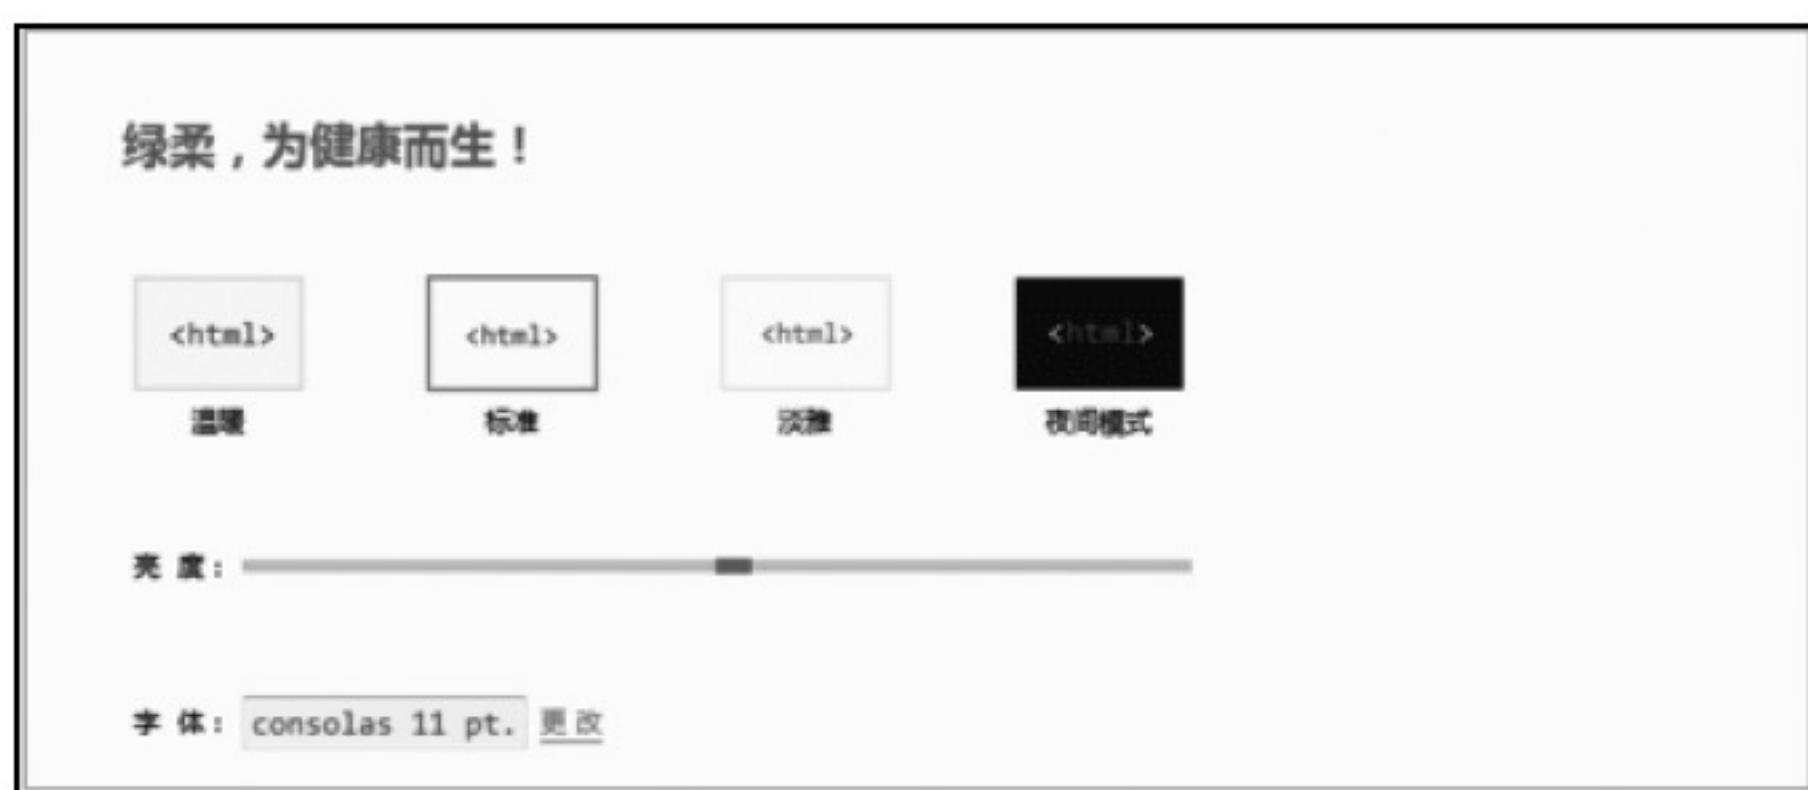 绿柔，为健康而生！
<html> <html> <html> <html>
温暖 标准 淡雅 夜间模式
亮 度：
字 体： consolas 11 pt. 更改